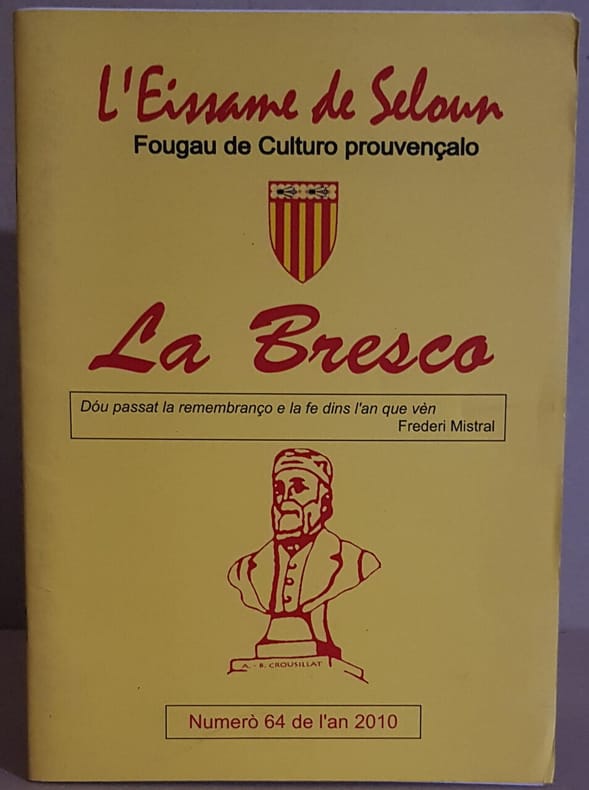 L'Eissame de Seloun
Fougau de Culturo prouvençalo
La Bresco
Dóu passat la remembranço e la fe dins l'an que vèn
Frederi Mistral
A. - B. CROUSILLAT
Numerò 64 de l'an 2010